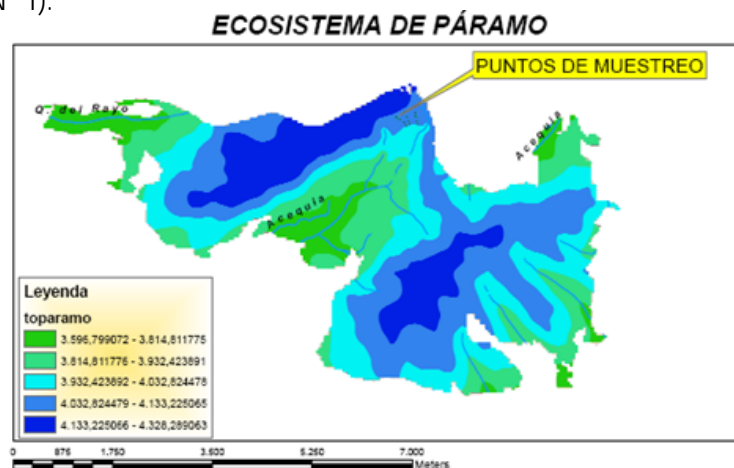 N° 1).
ECOSISTEMA DE PÁRAMO
PUNTOS DE MUESTREO
Q. del Rayo
Acequia
Acequia
Leyenda
toparamo
3.596,799072 - 3.814,811775
3.814,811776 - 3.932,423891
3.932,423892 - 4.032,824478
4.032,824479 - 4.133,225065
4.133,225066 - 4.328,289063
0 875 1.750 3.500 5.250 7.000
Meters